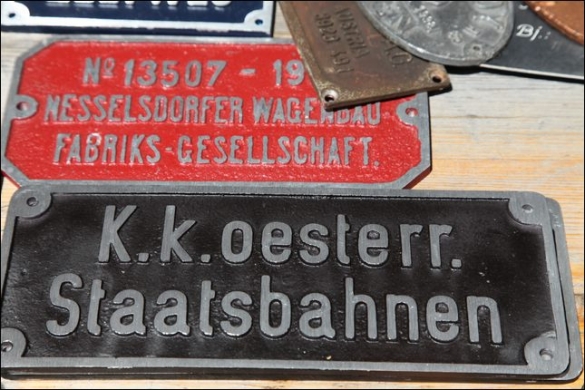 Nº 13507 - 19
NESSELSDORFER WAGENBAU
FABRIKS-GESELLSCHAFT.
K.k.oesterr.
Staatsbahnen